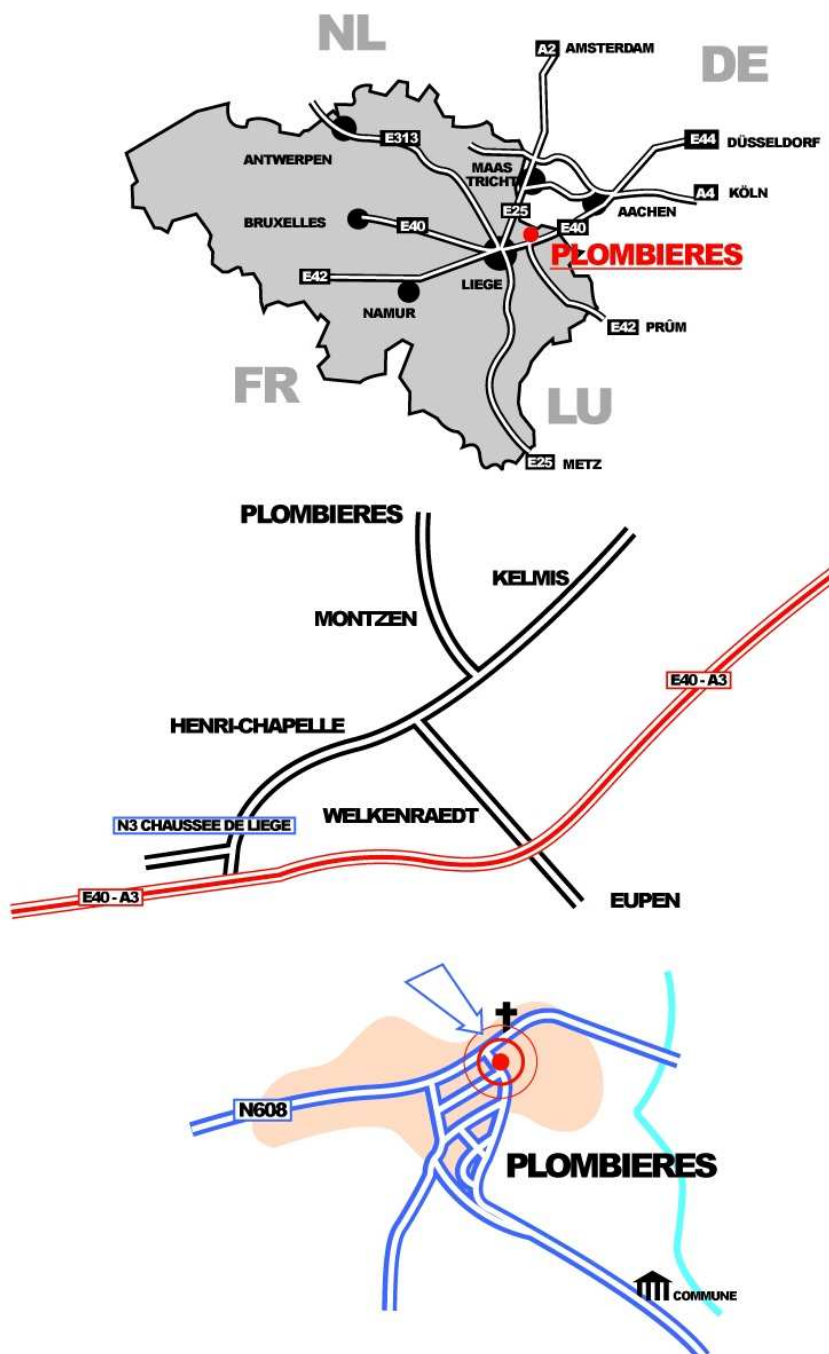 NL
A2 AMSTERDAM
DE
E313
E44 DÜSSELDORF
ANTWERPEN
MAAS
TRICHT
A4 KÖLN
E25
AACHEN
BRUXELLES
E40
E40
PLOMBIERES
E42
LIEGE
NAMUR
E42 PRÛM
FR
LU
E25 METZ
PLOMBIERES
KELMIS
MONTZEN
E40 - A3
HENRI-CHAPELLE
WELKENRAEDT
N3 CHAUSSEE DE LIEGE
E40 - A3
EUPEN
N608
PLOMBIERES
COMMUNE